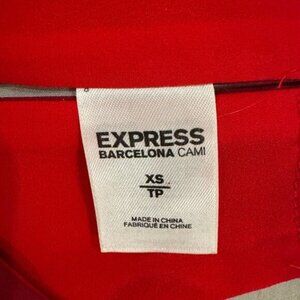 EXPRESS
BARCELONA CAMI
XS
TP
MADE IN CHINA
FABRIQUÉ EN CHINE